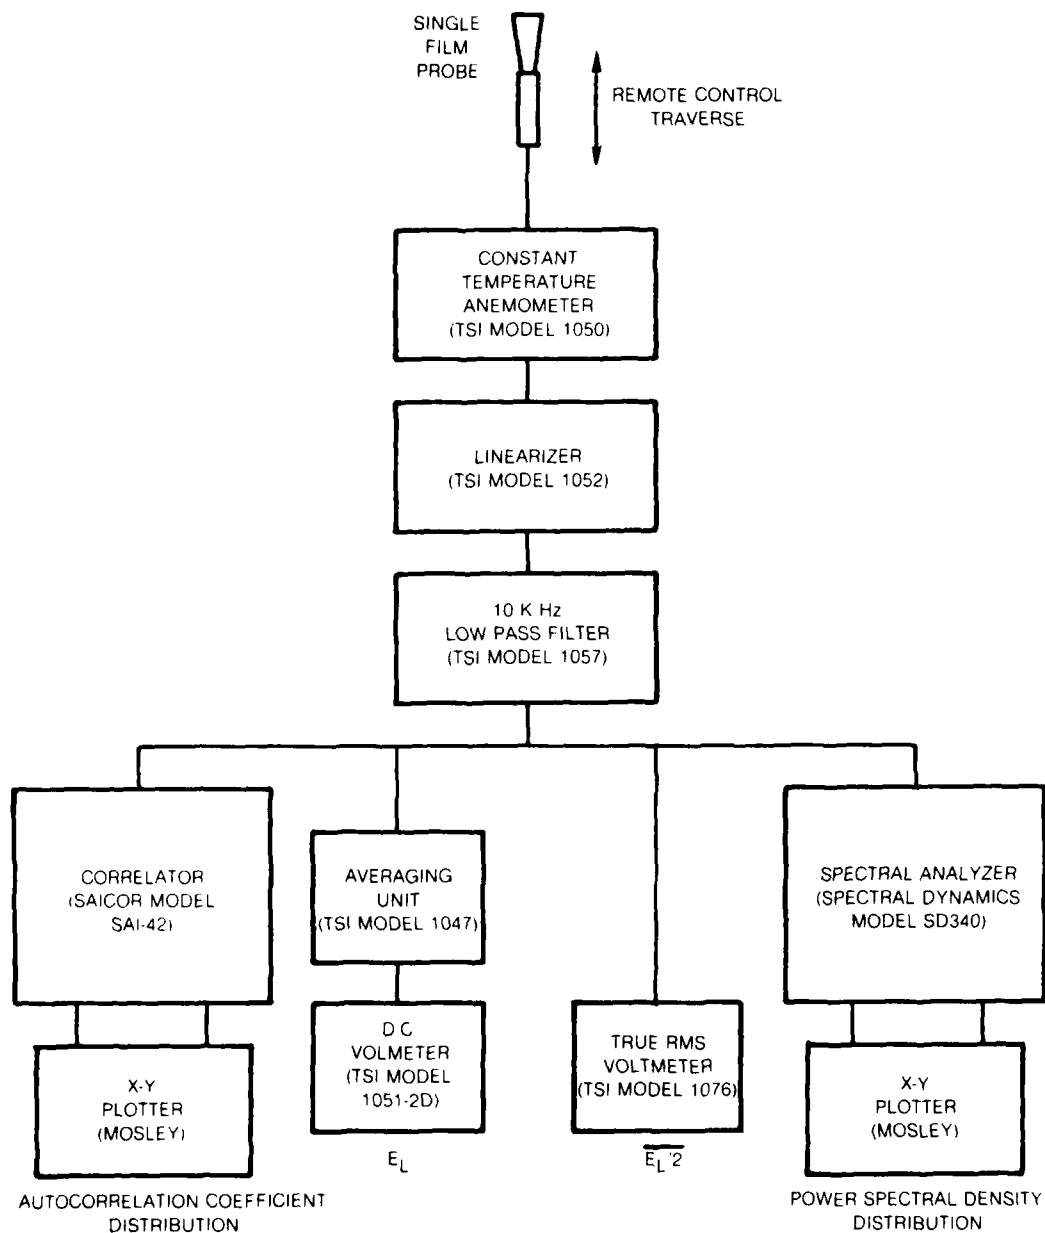 SINGLE
FILM
PROBE
REMOTE CONTROL
TRAVERSE
CONSTANT
TEMPERATURE
ANEMOMETER
(TSI MODEL 1050)
LINEARIZER
(TSI MODEL 1052)
10 K Hz
LOW PASS FILTER
(TSI MODEL 1057)
CORRELATOR
(SAICOR MODEL
SAI-42)
AVERAGING
UNIT
(TSI MODEL 1047)
SPECTRAL ANALYZER
(SPECTRAL DYNAMICS
MODEL SD340)
X-Y
PLOTTER
(MOSLEY)
D C
VOLMETER
(TSI MODEL
1051-2D)
TRUE RMS
VOLTMETER
(TSI MODEL 1076)
X-Y
PLOTTER
(MOSLEY)
E_L
\overline{E_L'2}
AUTOCORRELATION COEFFICIENT
DISTRIBUTION
POWER SPECTRAL DENSITY
DISTRIBUTION